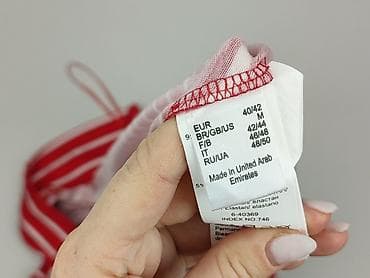 EUR 40/42
BR/GB/US M
F/B 42/44
IT 46/48
RU/UA 48/50
Made in United Arab
Emirates
Elastan/ elastano
6-40369
INDEX NO.746